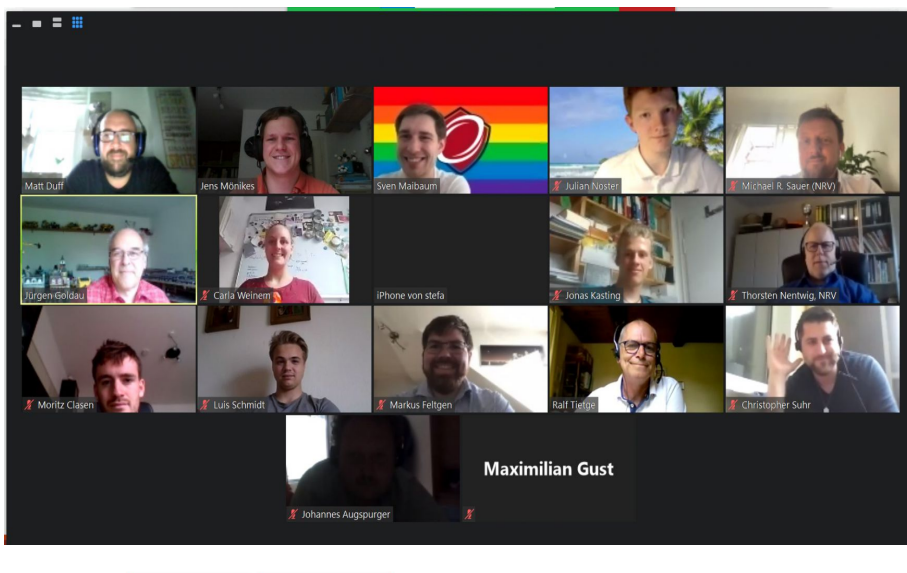 Matt Duff
Jens Mönikes
Sven Maibaum
Julian Noster
Michael R. Sauer (NRV)
Jürgen Goldau
Carla Weinem
iPhone von stefa
Jonas Kasting
Thorsten Nentwig, NRV
Moritz Clasen
Luis Schmidt
Markus Feltgen
Ralf Tietge
Christopher Suhr
Johannes Augspurger
Maximilian Gust